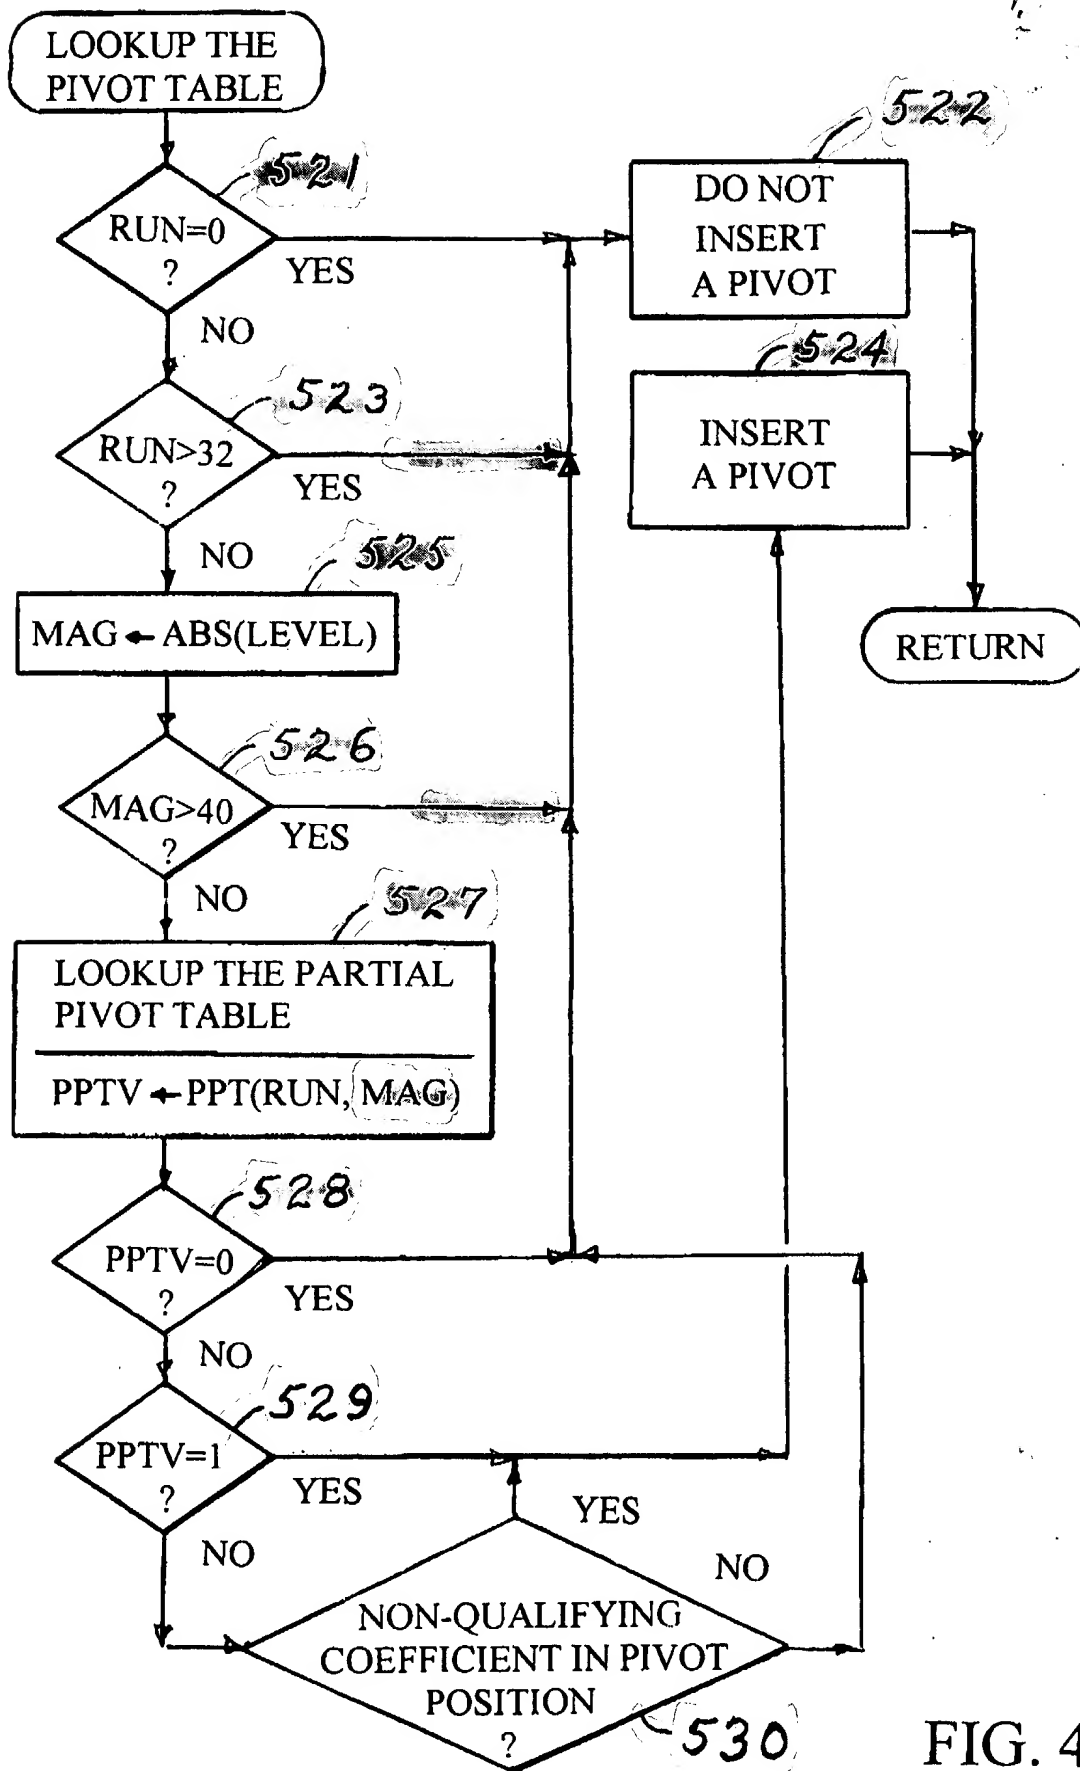 LOOKUP THE
PIVOT TABLE
521
RUN=0
?
YES
NO
522
DO NOT
INSERT
A PIVOT
523
RUN>32
?
YES
NO
524
INSERT
A PIVOT
525
MAG ← ABS(LEVEL)
RETURN
526
MAG>40
?
YES
NO
527
LOOKUP THE PARTIAL
PIVOT TABLE
PPTV ← PPT(RUN, MAG)
528
PPTV=0
?
YES
NO
529
PPTV=1
?
YES
NO
YES
NO
NON-QUALIFYING
COEFFICIENT IN PIVOT
POSITION
?
530
FIG. 4